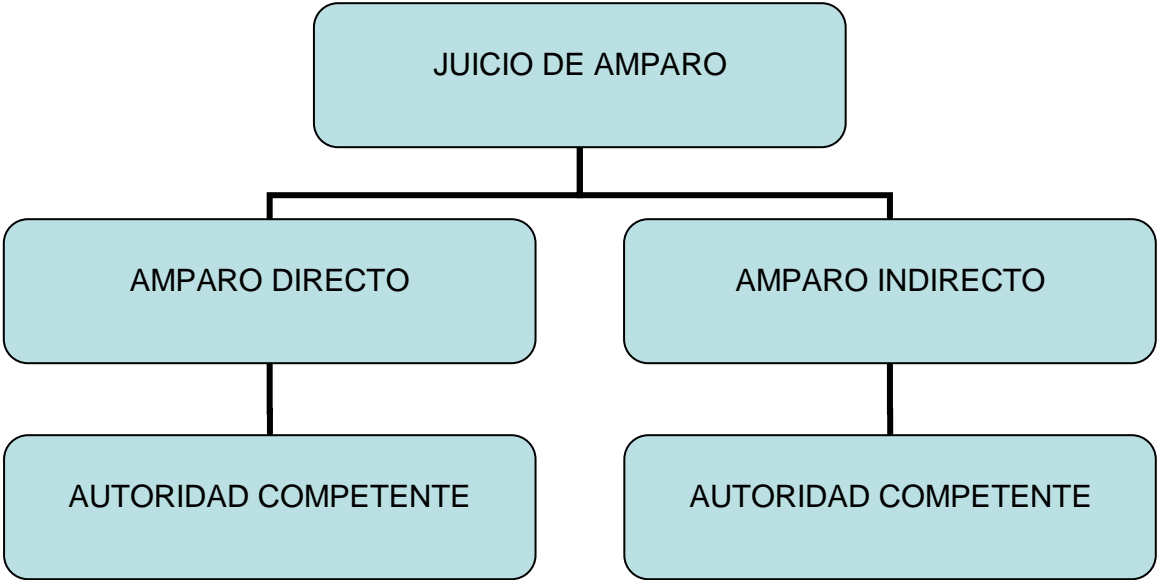 JUICIO DE AMPARO
AMPARO DIRECTO
AMPARO INDIRECTO
AUTORIDAD COMPETENTE
AUTORIDAD COMPETENTE